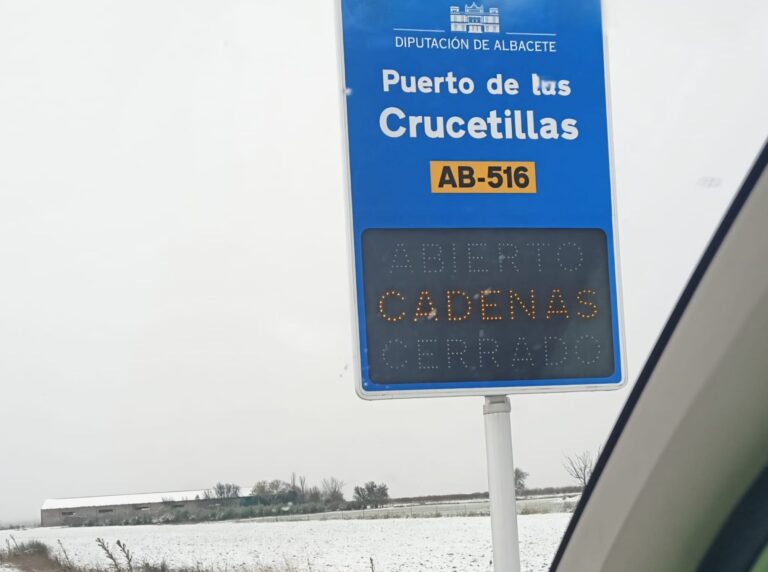 DIPUTACIÓN DE ALBACETE
Puerto de las
Crucetillas
AB-516
ABIERTO
CADENAS
CERRADO